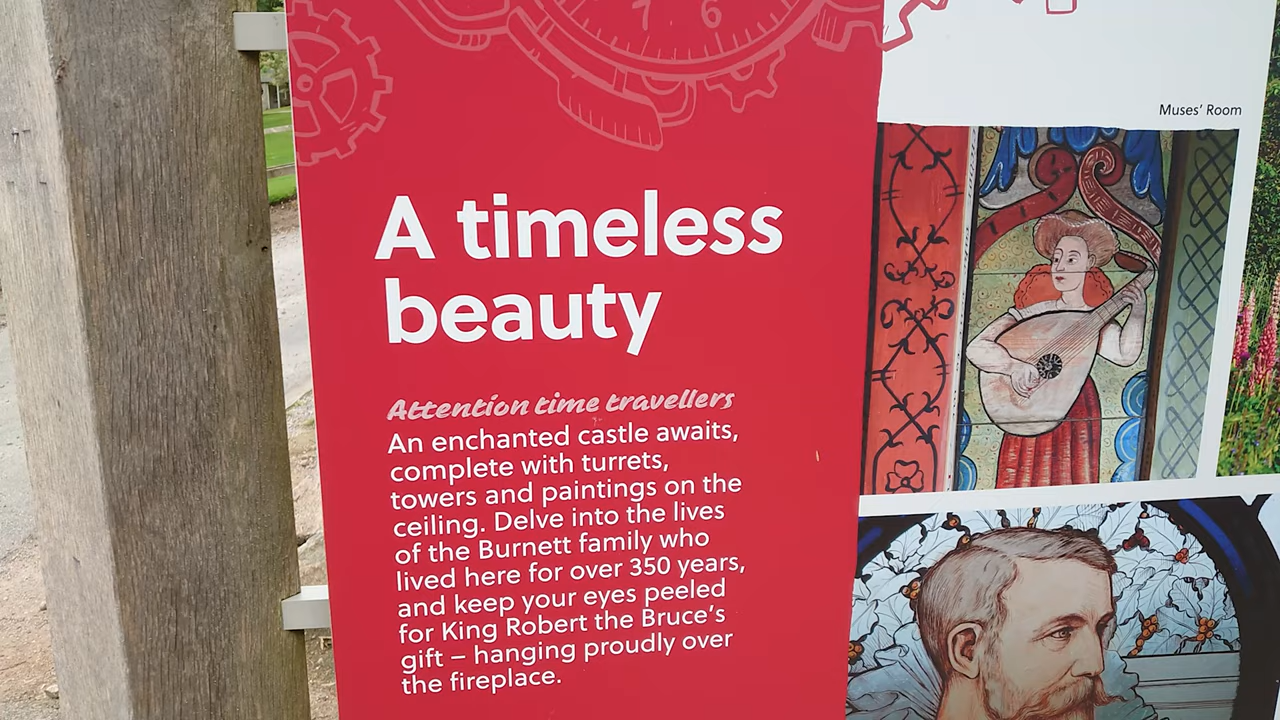 7 6
Muses' Room
A timeless
beauty
Attention time travellers
An enchanted castle awaits,
complete with turrets,
towers and paintings on the
ceiling. Delve into the lives
of the Burnett family who
lived here for over 350 years,
and keep your eyes peeled
for King Robert the Bruce's
gift – hanging proudly over
the fireplace.